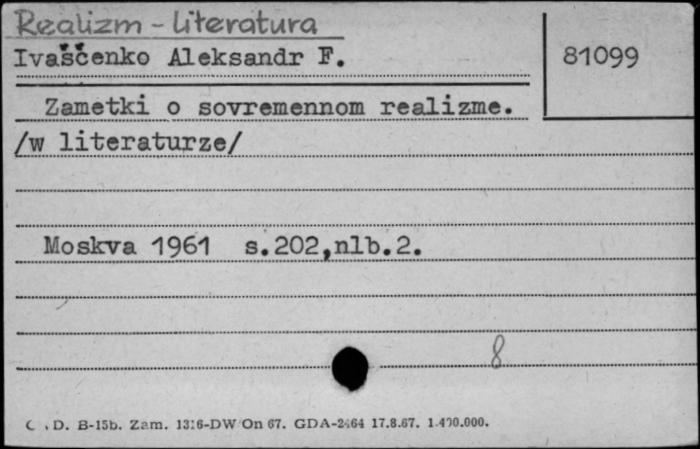 Realizm - Literatura
Ivaščenko Aleksandr F.
81099
Zametki o sovremennom realizme.
/w literaturze/
Moskva 1961 s.202,nlb.2.
8
D. B-15b. Zam. 1316-DW/On 67. GDA-2464 17.8.67. 1.400.000.